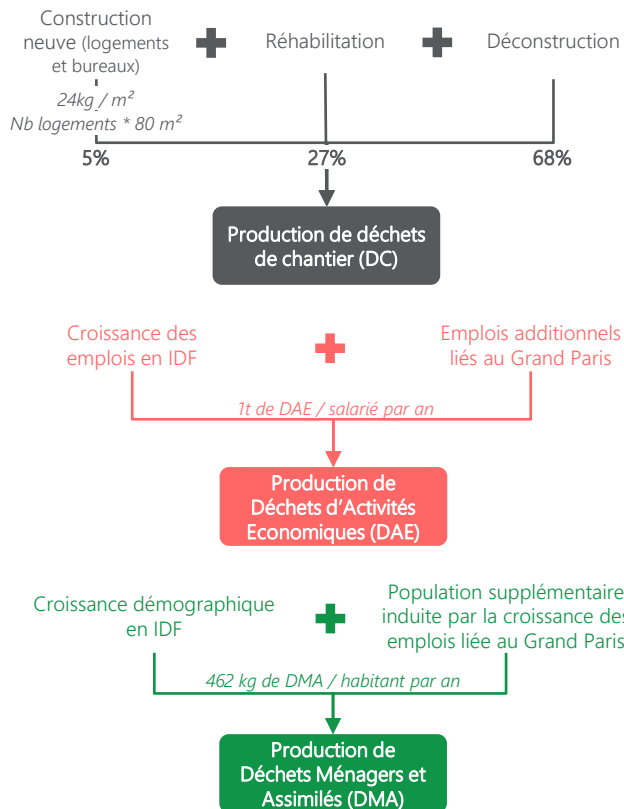 Construction
neuve (logements
et bureaux)
Réhabilitation
Déconstruction
24kg / m²
Nb logements * 80 m²
5%
27%
68%
Production de déchets
de chantier (DC)
Croissance des
emplois en IDF
Emplois additionnels
liés au Grand Paris
1t de DAE / salarié par an
Production de
Déchets d'Activités
Economiques (DAE)
Croissance démographique
en IDF
Population supplémentaire
induite par la croissance des
emplois liée au Grand Paris
462 kg de DMA / habitant par an
Production de
Déchets Ménagers et
Assimilés (DMA)